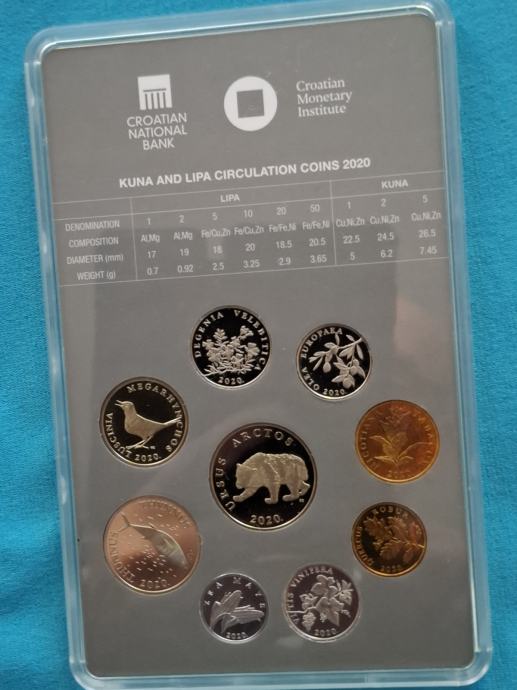 CROATIAN
NATIONAL
BANK
Croatian
Monetary
Institute
KUNA AND LIPA CIRCULATION COINS 2020
LIPA KUNA
DENOMINATION 1 2 5 10 20 50 1 2 5
COMPOSITION Al,Mg Al,Mg Fe/Cu,Zn Fe/Cu,Zn Fe/Fe,Ni Fe/Fe,Ni Cu,Ni,Zn Cu,Ni,Zn Cu,Ni,Zn
DIAMETER (mm) 17 19 18 20 18.5 20.5 22.5 24.5 26.5
WEIGHT (g) 0.7 0.92 2.5 3.25 2.9 3.65 5 6.2 7.45
DEGENIA VELEBITICA
2020.
OLEA EUROPAEA
2020.
LUSCINIA MEGARHYNCHOS
2020.
URSUS ARCTOS
2020.
NICOTIANA TABACUM
2020.
THUNNUS THYNNUS
2020.
QUERCUS ROBUR
2020.
ZEA MAYS
2020.
VITIS VINIFERA
2020.